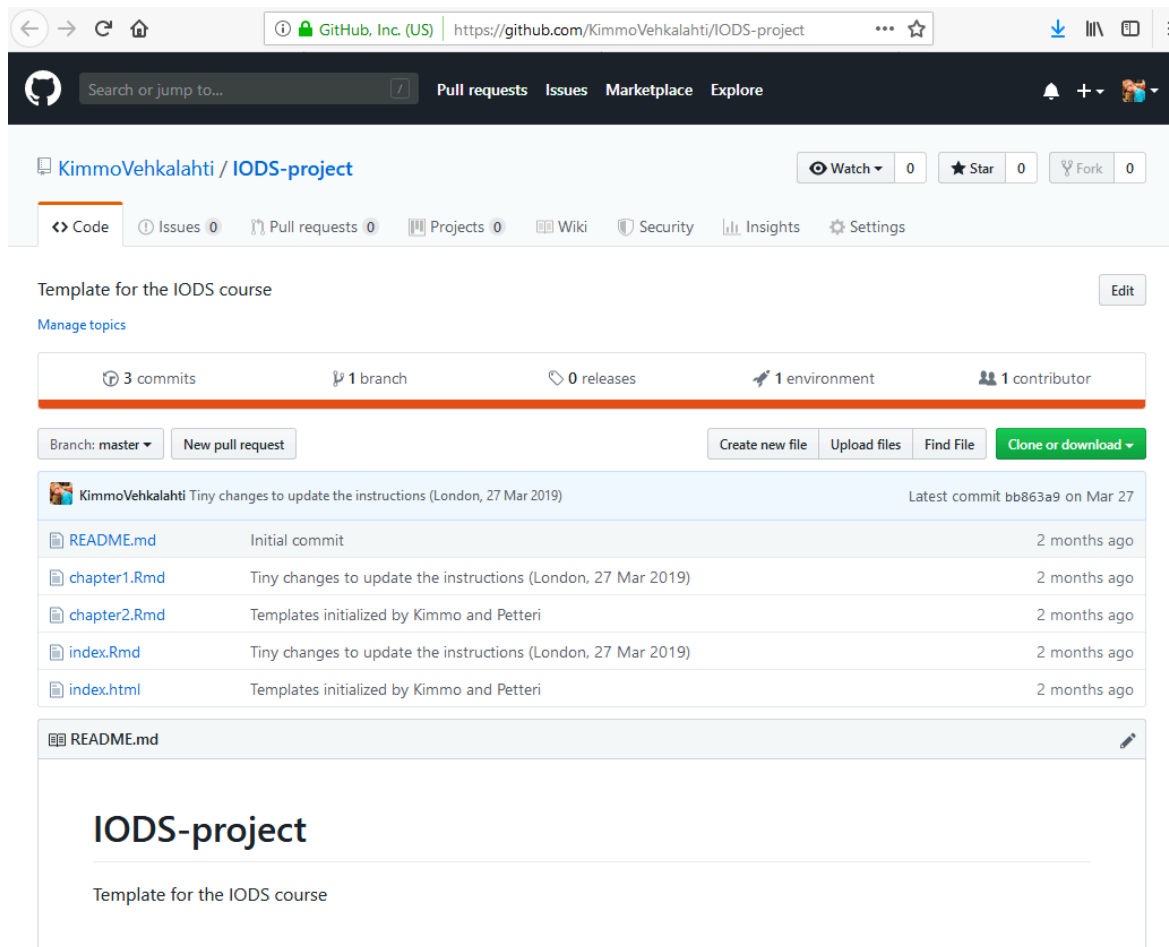 GitHub, Inc. (US) https://github.com/KimmoVehkalahti/IODS-project
Search or jump to... / Pull requests Issues Marketplace Explore
KimmoVehkalahti / IODS-project Watch 0 Star 0 Fork 0
Code Issues 0 Pull requests 0 Projects 0 Wiki Security Insights Settings
Template for the IODS course Edit
Manage topics
3 commits 1 branch 0 releases 1 environment 1 contributor
Branch: master New pull request Create new file Upload files Find File Clone or download
KimmoVehkalahti Tiny changes to update the instructions (London, 27 Mar 2019) Latest commit bb863a9 on Mar 27
README.md Initial commit 2 months ago
chapter1.Rmd Tiny changes to update the instructions (London, 27 Mar 2019) 2 months ago
chapter2.Rmd Templates initialized by Kimmo and Petteri 2 months ago
index.Rmd Tiny changes to update the instructions (London, 27 Mar 2019) 2 months ago
index.html Templates initialized by Kimmo and Petteri 2 months ago
README.md
IODS-project
Template for the IODS course